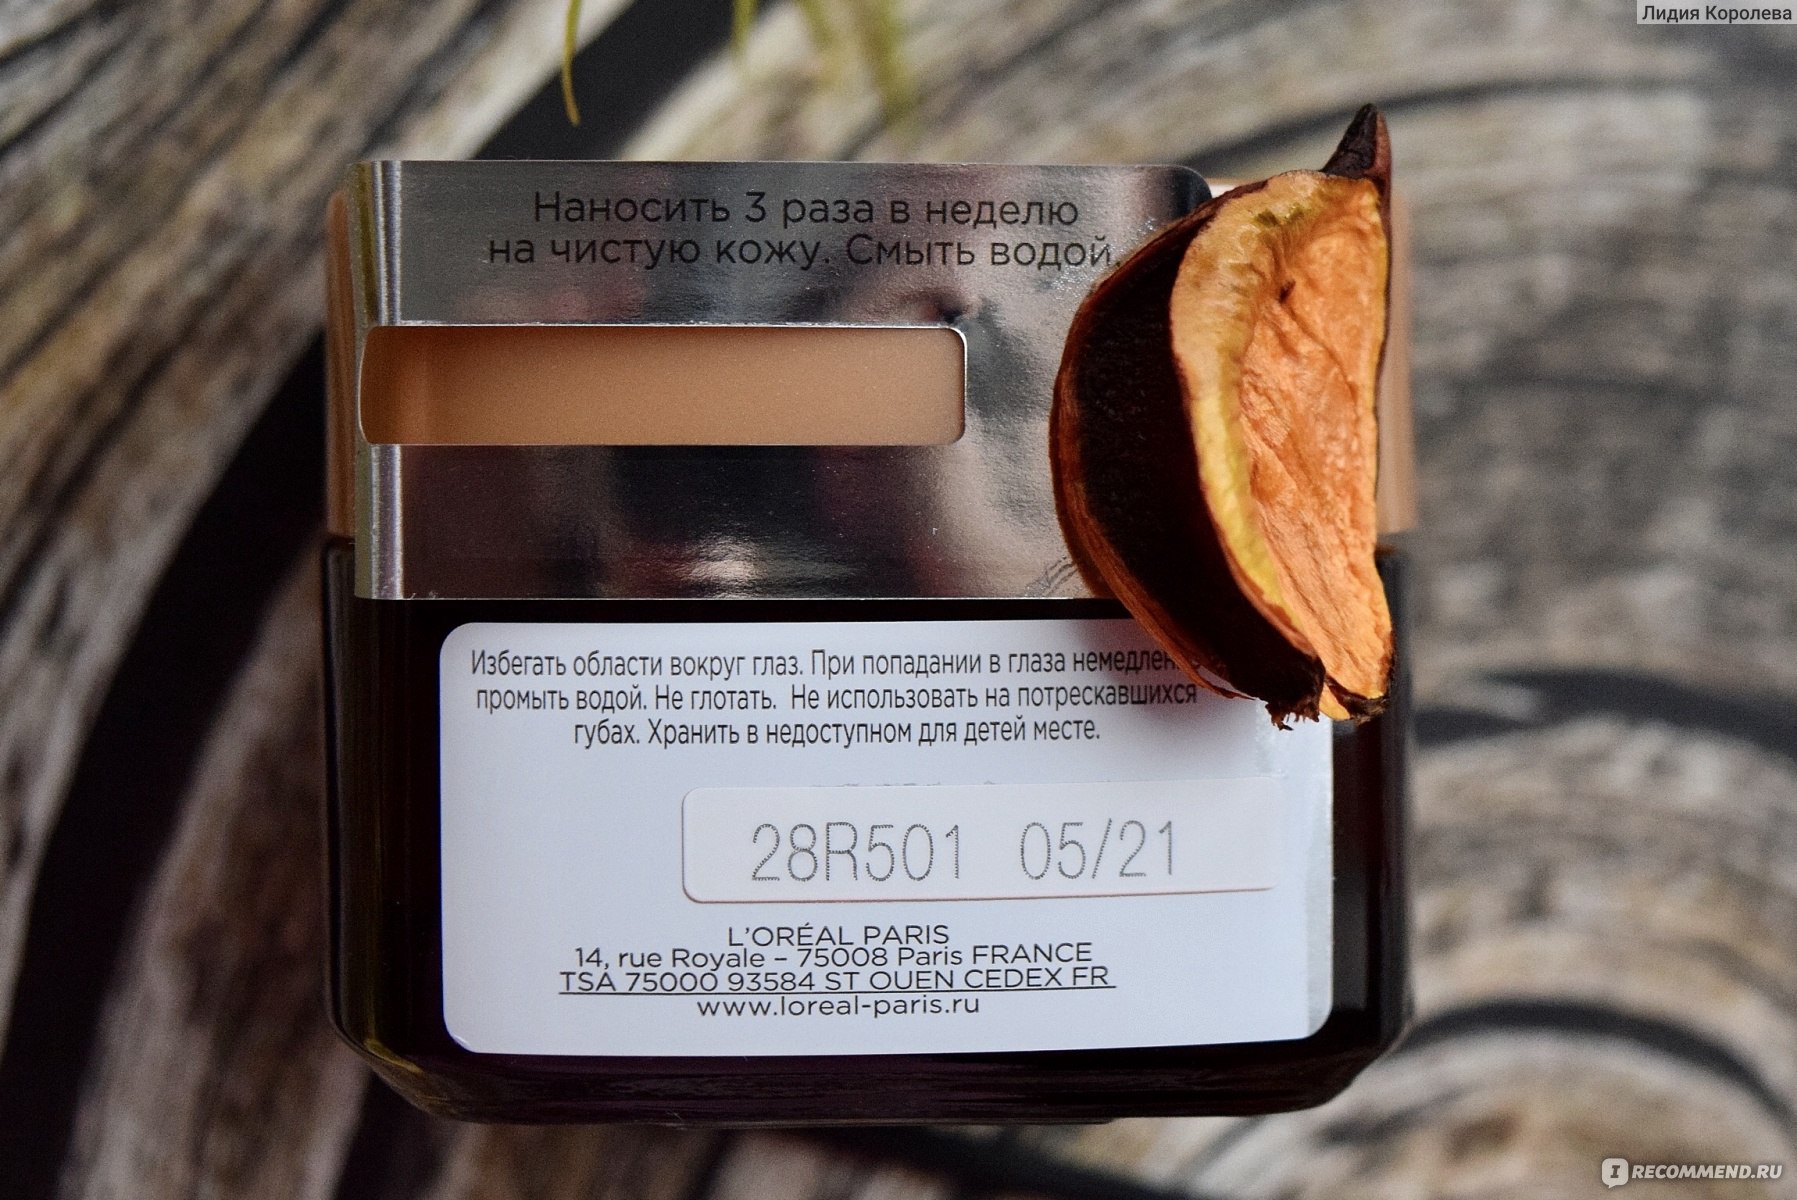 Лидия Королева
Наносить 3 раза в неделю
на чистую кожу. Смыть водой.
Избегать области вокруг глаз. При попадании в глаза
промыть водой. Не глотать. Не использовать на потрескавшихся
губах. Хранить в недоступном для детей месте.
28R501 05/21
L'ORÉAL PARIS
14, rue Royale – 75008 Paris FRANCE
TSA 75000 93584 ST OUEN CEDEX FR
www.loreal-paris.ru
IRECOMMEND.RU